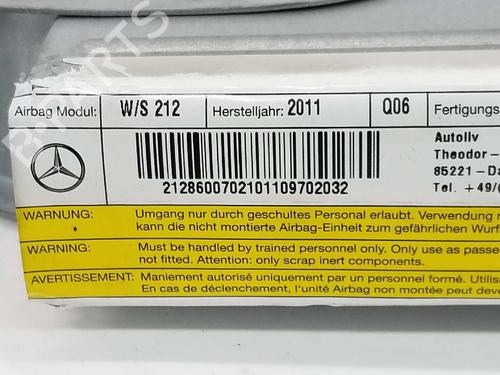 B-PARTS
Airbag Modul: W/S 212 Herstelljahr: 2011 Q06 Fertigungs
Autoliv
Theodor-
85221-Da
Tel. +49/(
2128600702101109702032
WARNUNG: Umgang nur durch geschultes Personal erlaubt. Verwendung
kann die nicht montierte Airbag-Einheit zum gefährlichen Wurf
WARNING: Must be handled by trained personnel only. Only use as passe
not fitted. Attention: only scrap inert components.
AVERTISSEMENT: Maniement autorisé uniquement par un personnel formé.
En cas de déclenchement, l'unité Airbag non montée peut deve